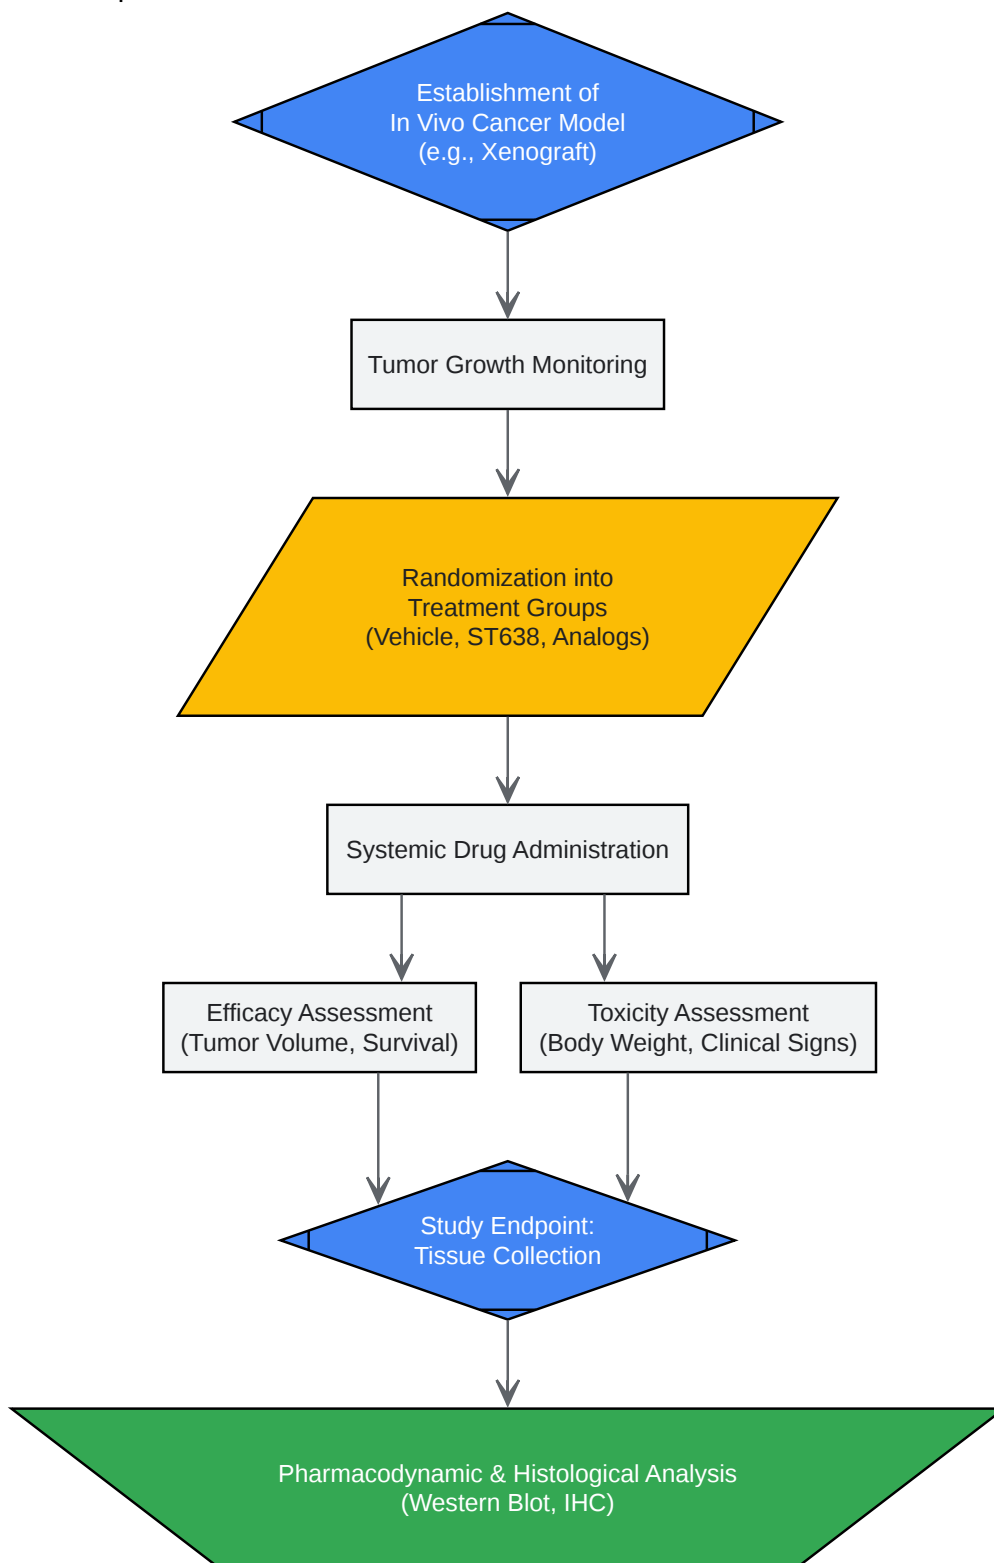 Establishment of
In Vivo Cancer Model
(e.g., Xenograft)
Tumor Growth Monitoring
Randomization into
Treatment Groups
(Vehicle, ST638, Analogs)
Systemic Drug Administration
Efficacy Assessment
(Tumor Volume, Survival)
Toxicity Assessment
(Body Weight, Clinical Signs)
Study Endpoint:
Tissue Collection
Pharmacodynamic & Histological Analysis
(Western Blot, IHC)